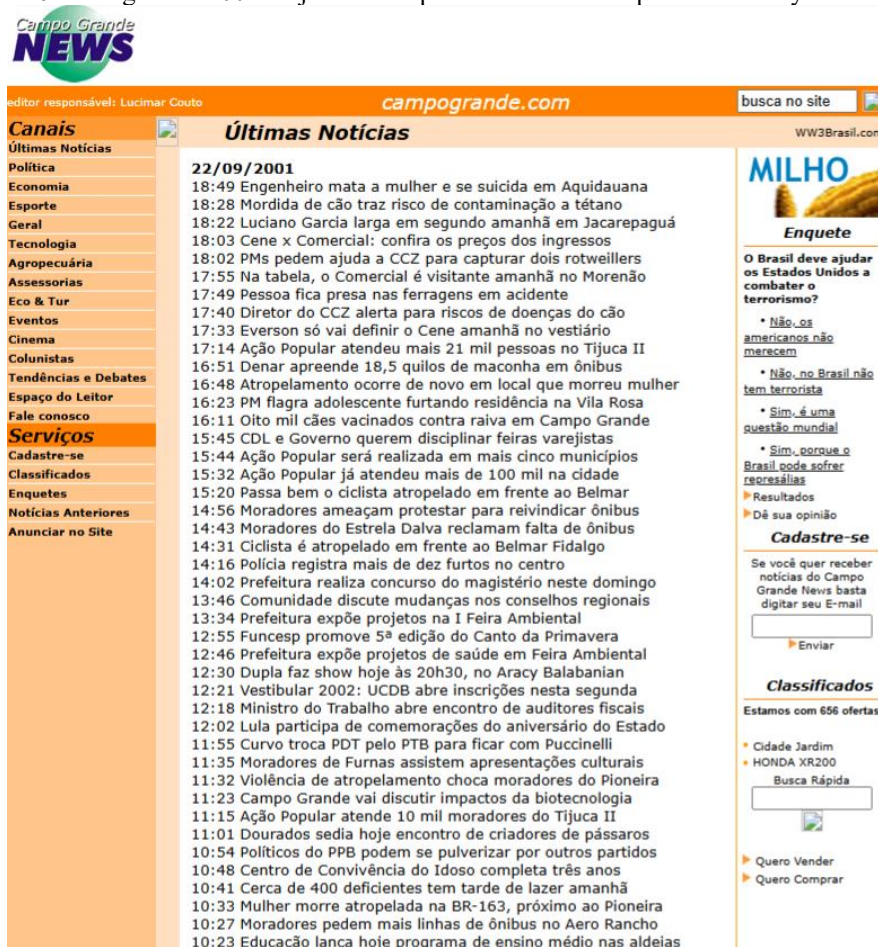 Campo Grande
NEWS
editor responsável: Lucimar Couto
campogrande.com
busca no site
Canais
Últimas Notícias
Política
Economia
Esporte
Geral
Tecnologia
Agropecuária
Assessorias
Eco & Tur
Eventos
Cinema
Colunistas
Tendências e Debates
Espaço do Leitor
Fale conosco
Serviços
Cadastre-se
Classificados
Enquetes
Notícias Anteriores
Anunciar no Site
Últimas Notícias
22/09/2001
18:49 Engenheiro mata a mulher e se suicida em Aquidauana
18:28 Mordida de cão traz risco de contaminação a tétano
18:22 Luciano Garcia larga em segundo amanhã em Jacarepaguá
18:03 Cene x Comercial: confira os preços dos ingressos
18:02 PMs pedem ajuda a CCZ para capturar dois rotweillers
17:55 Na tabela, o Comercial é visitante amanhã no Morenão
17:49 Pessoa fica presa nas ferragens em acidente
17:40 Diretor do CCZ alerta para riscos de doenças do cão
17:33 Everson só vai definir o Cene amanhã no vestiário
17:14 Ação Popular atendeu mais 21 mil pessoas no Tijuca II
16:51 Denar apreende 18,5 quilos de maconha em ônibus
16:48 Atropelamento ocorre de novo em local que morreu mulher
16:23 PM flagra adolescente furtando residência na Vila Rosa
16:11 Oito mil cães vacinados contra raiva em Campo Grande
15:45 CDL e Governo querem disciplinar feiras varejistas
15:44 Ação Popular será realizada em mais cinco municípios
15:32 Ação Popular já atendeu mais de 100 mil na cidade
15:20 Passa bem o ciclista atropelado em frente ao Belmar
14:56 Moradores ameaçam protestar para reivindicar ônibus
14:43 Moradores do Estrela Dalva reclamam falta de ônibus
14:31 Ciclista é atropelado em frente ao Belmar Fidalgo
14:16 Polícia registra mais de dez furtos no centro
14:02 Prefeitura realiza concurso do magistério neste domingo
13:46 Comunidade discute mudanças nos conselhos regionais
13:34 Prefeitura expõe projetos na I Feira Ambiental
12:55 Funcesp promove 5ª edição do Canto da Primavera
12:46 Prefeitura expõe projetos de saúde em Feira Ambiental
12:30 Dupla faz show hoje às 20h30, no Aracy Balabanian
12:21 Vestibular 2002: UCDB abre inscrições nesta segunda
12:18 Ministro do Trabalho abre encontro de auditores fiscais
12:02 Lula participa de comemorações do aniversário do Estado
11:55 Curvo troca PDT pelo PTB para ficar com Puccinelli
11:35 Moradores de Furnas assistem apresentações culturais
11:32 Violência de atropelamento choca moradores do Pioneira
11:23 Campo Grande vai discutir impactos da biotecnologia
11:15 Ação Popular atende 10 mil moradores do Tijuca II
11:01 Dourados sedia hoje encontro de criadores de pássaros
10:54 Políticos do PPB podem se pulverizar por outros partidos
10:48 Centro de Convivência do Idoso completa três anos
10:41 Cerca de 400 deficientes tem tarde de lazer amanhã
10:33 Mulher morre atropelada na BR-163, próximo ao Pioneira
10:27 Moradores pedem mais linhas de ônibus no Aero Rancho
10:23 Educação lança hoje programa de ensino médio nas aldeias
WW3Brasil.com
MILHO
Enquete
O Brasil deve ajudar
os Estados Unidos a
combater o
terrorismo?
• Não, os
americanos não
merecem
• Não, no Brasil não
tem terrorista
• Sim, é uma
questão mundial
• Sim, porque o
Brasil pode sofrer
represálias
Resultados
Dê sua opinião
Cadastre-se
Se você quer receber
notícias do Campo
Grande News basta
digitar seu E-mail
Enviar
Classificados
Estamos com 656 ofertas
• Cidade Jardim
• HONDA XR200
Busca Rápida
Quero Vender
Quero Comprar